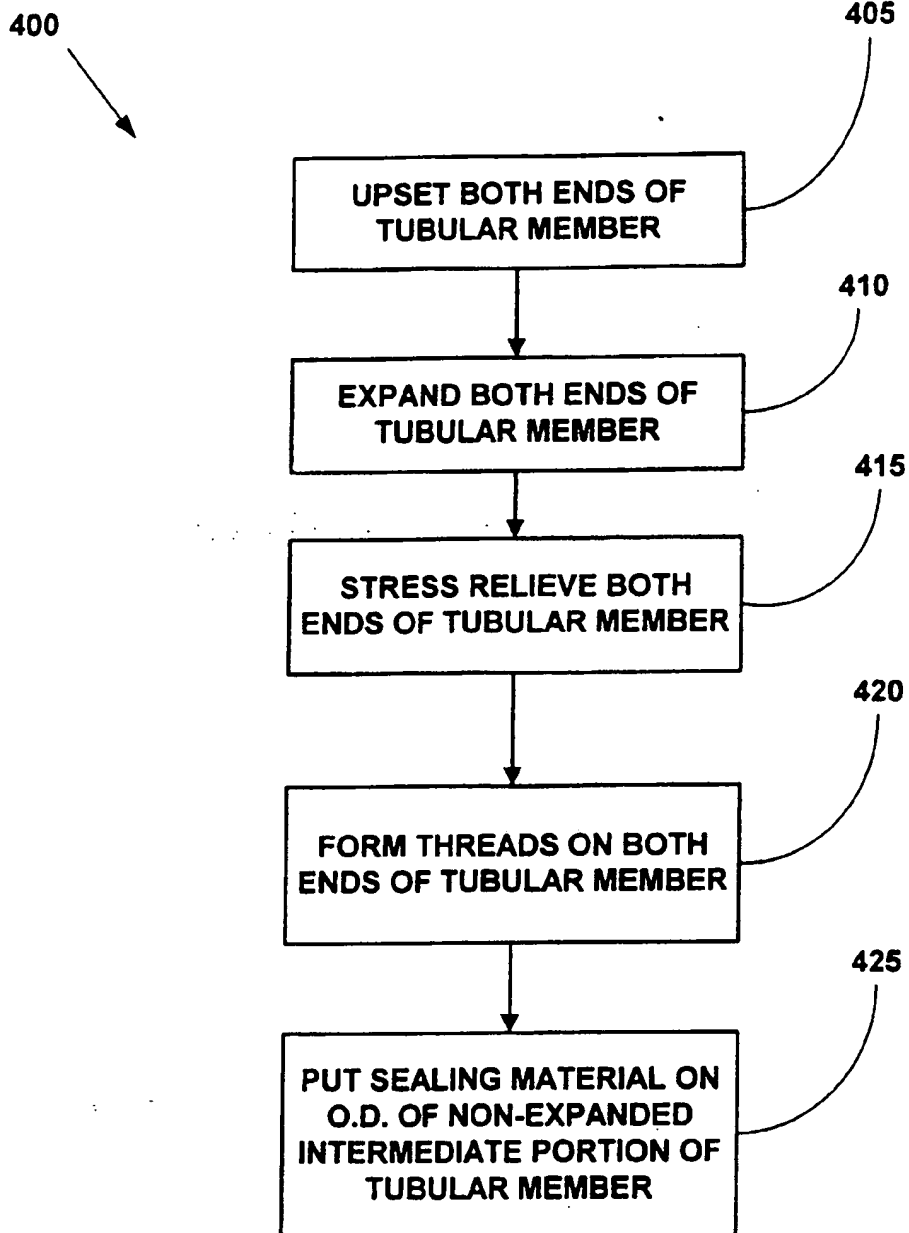 400
405
UPSET BOTH ENDS OF
TUBULAR MEMBER
410
EXPAND BOTH ENDS OF
TUBULAR MEMBER
415
STRESS RELIEVE BOTH
ENDS OF TUBULAR MEMBER
420
FORM THREADS ON BOTH
ENDS OF TUBULAR MEMBER
425
PUT SEALING MATERIAL ON
O.D. OF NON-EXPANDED
INTERMEDIATE PORTION OF
TUBULAR MEMBER